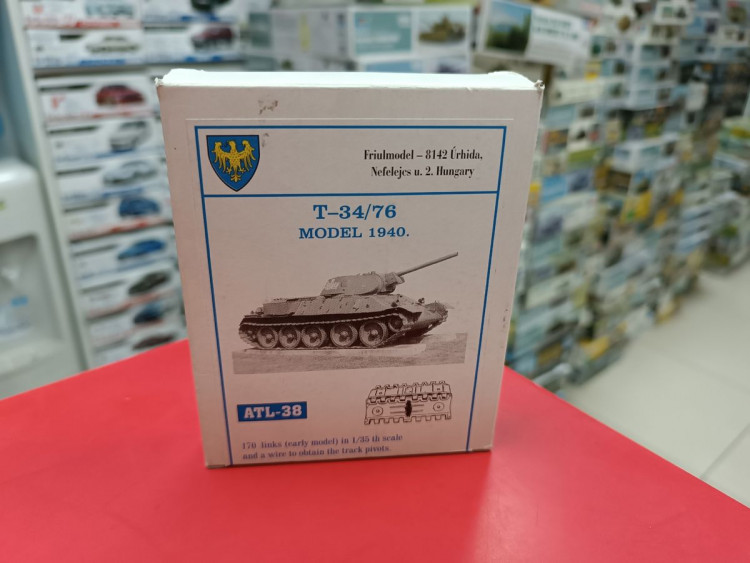 Friulmodel – 8142 Úrhida,
Nefelejcs u. 2. Hungary
T–34/76
MODEL 1940.
ATL-38
170 links (early model) in 1/35 th scale
and a wire to obtain the track pivots.